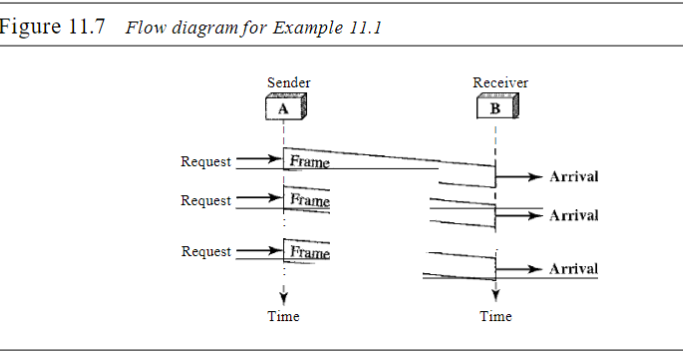 Figure 11.7 Flow diagram for Example 11.1
Sender Receiver
A B
Request Frame Arrival
Request Frame Arrival
Request Frame Arrival
Time Time